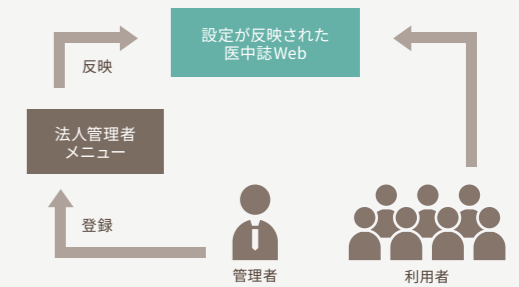 設定が反映された
医中誌Web
反映
法人管理者
メニュー
登録
管理者
利用者